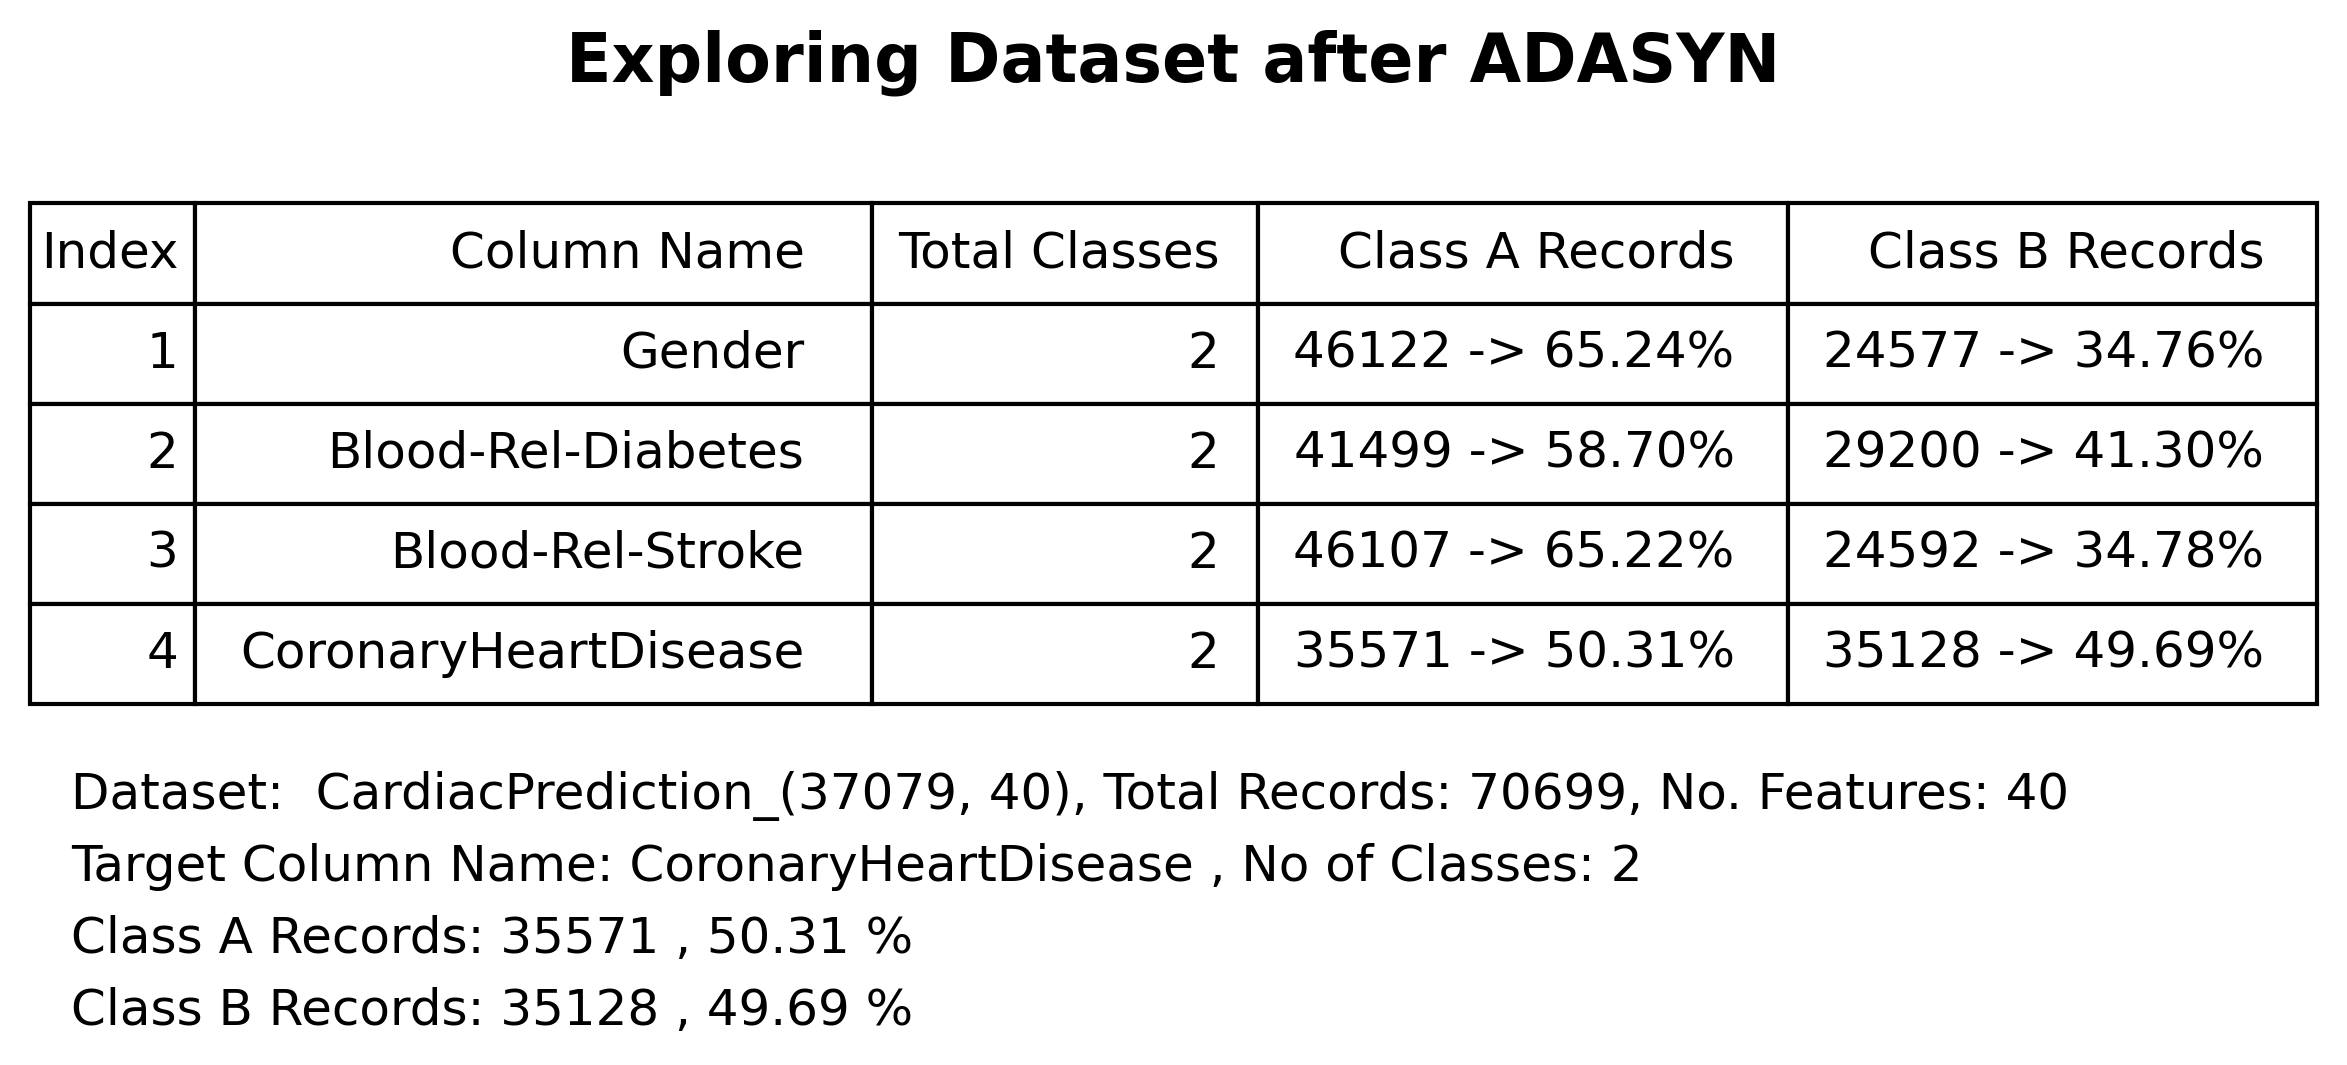 Exploring Dataset after ADASYN
Index Column Name Total Classes Class A Records Class B Records
1 Gender 2 46122 -> 65.24% 24577 -> 34.76%
2 Blood-Rel-Diabetes 2 41499 -> 58.70% 29200 -> 41.30%
3 Blood-Rel-Stroke 2 46107 -> 65.22% 24592 -> 34.78%
4 CoronaryHeartDisease 2 35571 -> 50.31% 35128 -> 49.69%
Dataset:  CardiacPrediction_(37079, 40), Total Records: 70699, No. Features: 40
Target Column Name: CoronaryHeartDisease , No of Classes: 2
Class A Records: 35571 , 50.31 %
Class B Records: 35128 , 49.69 %